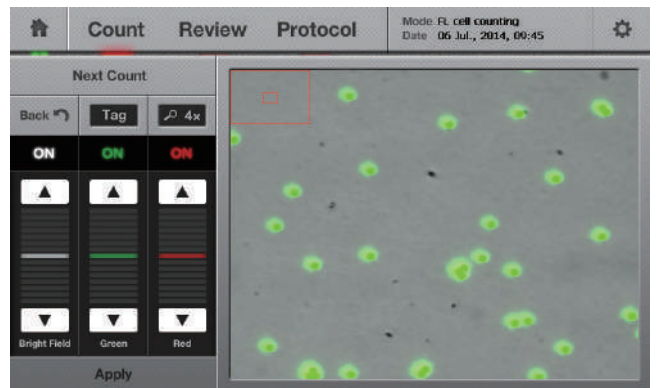 Count Review Protocol
Mode FL cell counting
Date 06 Jul., 2014, 09:45
Next Count
Back Tag 4x
ON ON ON
Bright Field Green Red
Apply